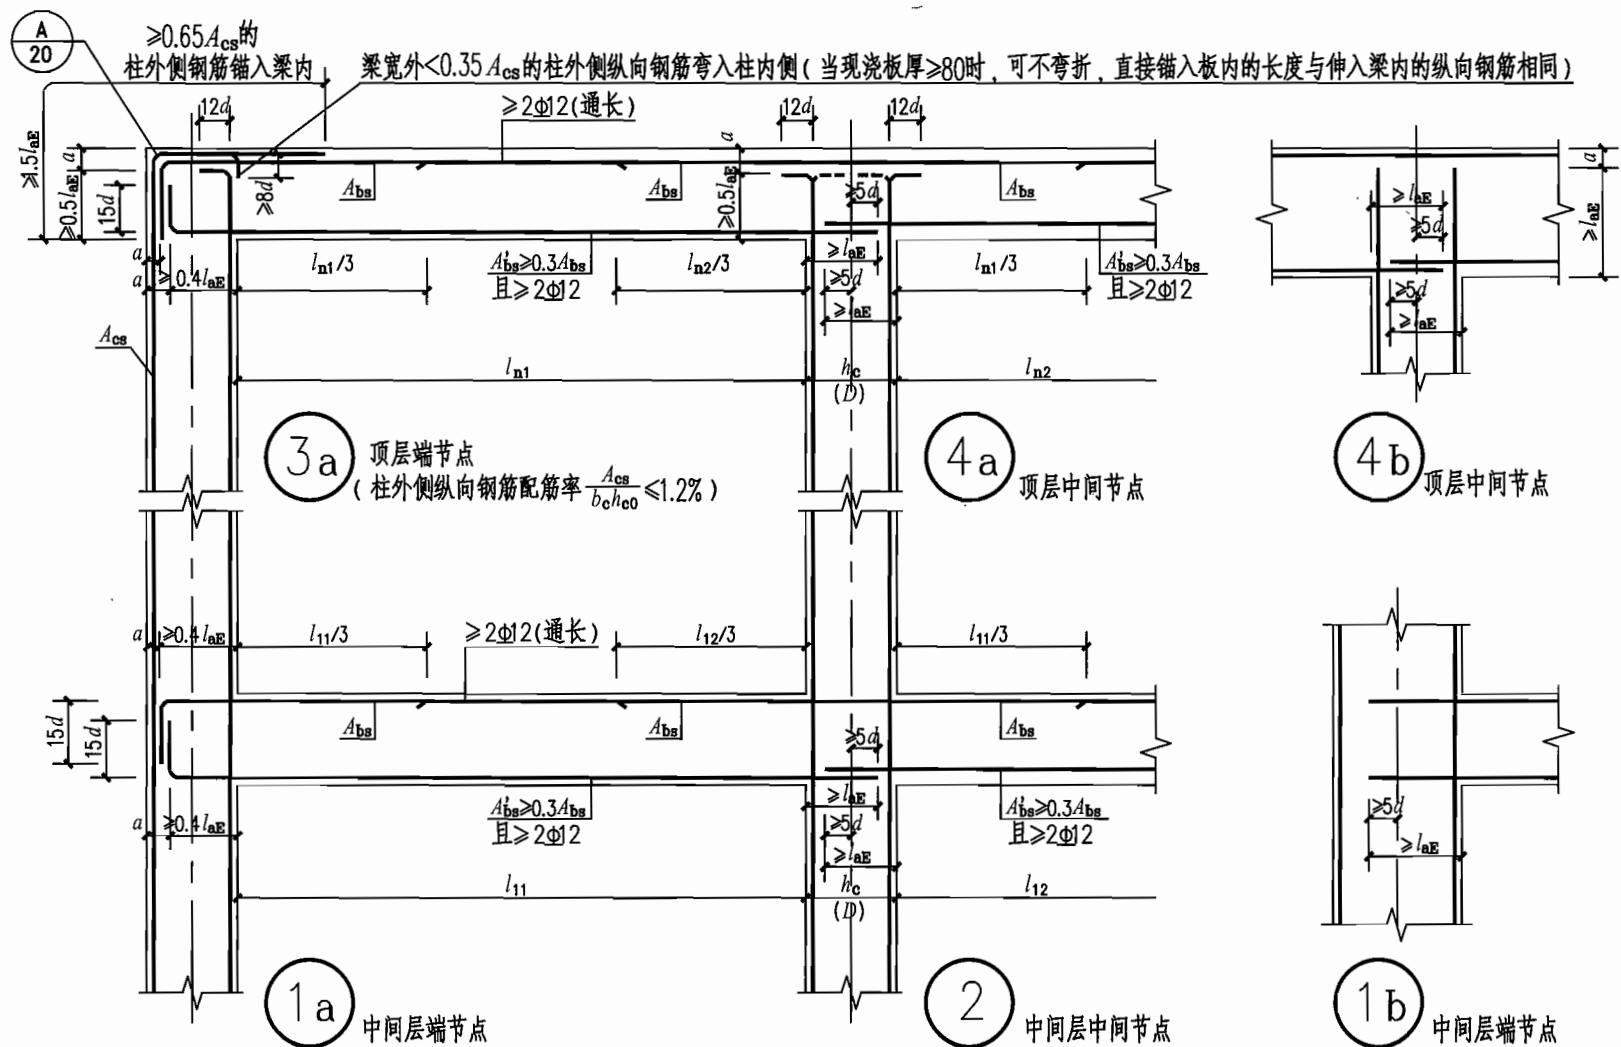 A
20
≥0.65Acs的
柱外侧钢筋锚入梁内
梁宽外<0.35Acs的柱外侧纵向钢筋弯入柱内侧(当现浇板厚≥80时,可不弯折,直接锚入板内的长度与伸入梁内的纵向钢筋相同)
12d
≥2Φ12(通长)
12d
12d
≥1.5laE
a
≥0.5laE
15d
≥8d
Abs
Abs
a
≥0.5laE
≥5d
Abs
a
≥laE
≥5d
≥laE
a
≥0.4laE
a
ln1/3
A'bs≥0.3Abs
且≥2Φ12
ln2/3
≥laE
≥5d
≥laE
ln1/3
A'bs≥0.3Abs
且≥2Φ12
≥5d
≥laE
Acs
ln1
hc
(D)
ln2
3a
顶层端节点
(柱外侧纵向钢筋配筋率Acs/bchc0≤1.2%)
4a
顶层中间节点
4b
顶层中间节点
a
≥0.4laE
l11/3
≥2Φ12(通长)
l12/3
l11/3
15d
15d
Abs
Abs
≥5d
Abs
a
≥0.4laE
A'bs≥0.3Abs
且≥2Φ12
≥laE
≥5d
≥laE
A'bs≥0.3Abs
且≥2Φ12
≥5d
≥laE
l11
hc
(D)
l12
1a
中间层端节点
2
中间层中间节点
1b
中间层端节点